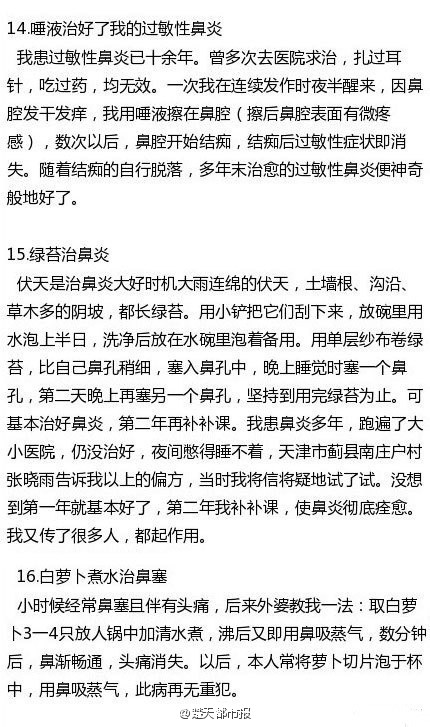 14.唾液治好了我的过敏性鼻炎
我患过敏性鼻炎已十余年。曾多次去医院求治，扎过耳
针，吃过药，均无效。一次我在连续发作时夜半醒来，因鼻
腔发干发痒，我用唾液擦在鼻腔（擦后鼻腔表面有微疼
感），数次以后，鼻腔开始结痴，结痴后过敏性症状即消
失。随着结痴的自行脱落，多年末治愈的过敏性鼻炎便神奇
般地好了。
15.绿苔治鼻炎
伏天是治鼻炎大好时机大雨连绵的伏天，土墙根、沟沿、
草木多的阴坡，都长绿苔。用小铲把它们刮下来，放碗里用
水泡上半日，洗净后放在水碗里泡着备用。用单层纱布卷绿
苔，比自己鼻孔稍细，塞入鼻孔中，晚上睡觉时塞一个鼻
孔，第二天晚上再塞另一个鼻孔，坚持到用完绿苔为止。可
基本治好鼻炎，第二年再补补课。我患鼻炎多年，跑遍了大
小医院，仍没治好，夜间憋得睡不着，天津市蓟县南庄户村
张晓雨告诉我以上的偏方，当时我将信将疑地试了试。没想
到第一年就基本好了，第二年我补补课，使鼻炎彻底痊愈。
我又传了很多人，都起作用。
16.白萝卜煮水治鼻塞
小时候经常鼻塞且伴有头痛，后来外婆教我一法：取白萝
卜3一4只放人锅中加清水煮，沸后又即用鼻吸蒸气，数分钟
后，鼻渐畅通，头痛消失。以后，本人常将萝卜切片泡于杯
中，用鼻吸蒸气，此病再无重犯。
@楚天都市报